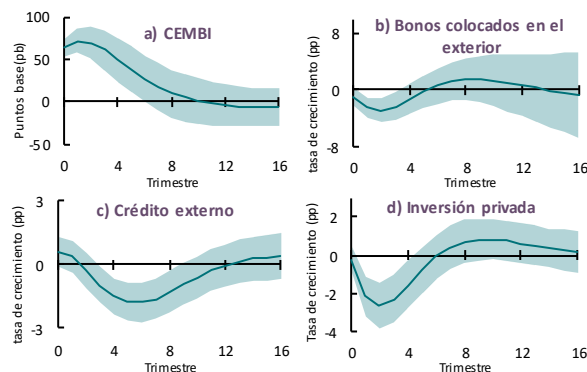 a) CEMBI
Puntos base(pb)
100
50
0
-50
0 4 8 12 16
Trimestre
b) Bonos colocados en el
exterior
tasa de crecimiento (pp)
8
0
-8
0 4 8 12 16
Trimestre
c) Crédito externo
tasa de crecimiento (pp)
3
0
-3
0 4 8 12 16
Trimestre
d) Inversión privada
Tasa de crecimiento (pp)
2
0
-2
-4
0 4 8 12 16
Trimestre